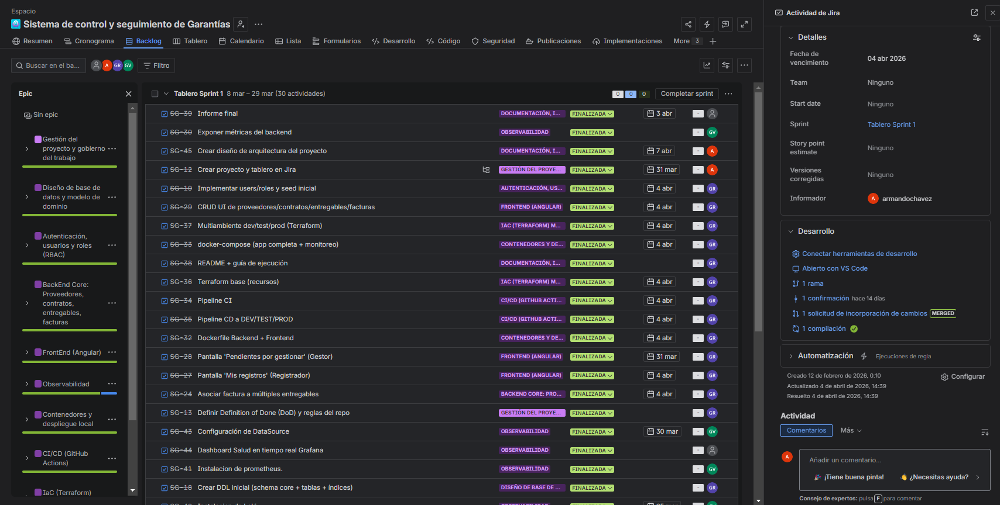 Espacio
Sistema de control y seguimiento de Garantías
Resumen Cronograma Backlog Tablero Calendario Lista Formularios Desarrollo Código Seguridad Publicaciones Implementaciones More 3
Buscar en el ba... A GR GV Filtro
Epic
Sin epic
Gestión del
proyecto y gobierno
del trabajo
Diseño de base de
datos y modelo de
dominio
Autenticación,
usuarios y roles
(RBAC)
BackEnd Core:
Proveedores,
contratos,
entregables,
facturas
FrontEnd (Angular)
Observabilidad
Contenedores y
despliegue local
CI/CD (GitHub
Actions)
IaC (Terraform)
Tablero Sprint 1 8 mar – 29 mar (30 actividades) 0 0 0 Completar sprint
SG-39 Informe final DOCUMENTACIÓN, I... FINALIZADA 3 abr -
SG-30 Exponer métricas del backend OBSERVABILIDAD FINALIZADA - GV
SG-45 Crear diseño de arquitectura del proyecto DOCUMENTACIÓN, I... FINALIZADA 7 abr - A
SG-12 Crear proyecto y tablero en Jira GESTIÓN DEL PROYE... FINALIZADA 31 mar - A
SG-19 Implementar users/roles y seed inicial AUTENTICACIÓN, US... FINALIZADA 4 abr - GR
SG-29 CRUD UI de proveedores/contratos/entregables/facturas FRONTEND (ANGULAR) FINALIZADA 4 abr - GR
SG-37 Multiambiente dev/test/prod (Terraform) IAC (TERRAFORM) M... FINALIZADA 4 abr - GR
SG-33 docker-compose (app completa + monitoreo) CONTENEDORES Y DE... FINALIZADA 4 abr - GR
SG-38 README + guía de ejecución DOCUMENTACIÓN, I... FINALIZADA - GR
SG-36 Terraform base (recursos) IAC (TERRAFORM) M... FINALIZADA 4 abr - GR
SG-34 Pipeline CI CI/CD (GITHUB ACTI... FINALIZADA 4 abr - GR
SG-35 Pipeline CD a DEV/TEST/PROD CI/CD (GITHUB ACTI... FINALIZADA 4 abr - GR
SG-32 Dockerfile Backend + Frontend CONTENEDORES Y DE... FINALIZADA 4 abr - GR
SG-28 Pantalla 'Pendientes por gestionar' (Gestor) FRONTEND (ANGULAR) FINALIZADA 31 mar - GR
SG-27 Pantalla 'Mis registros' (Registrador) FRONTEND (ANGULAR) FINALIZADA 4 abr - GR
SG-24 Asociar factura a múltiples entregables BACKEND CORE: PRO... FINALIZADA 4 abr - GR
SG-13 Definir Definition of Done (DoD) y reglas del repo GESTIÓN DEL PROYE... FINALIZADA - GR
SG-43 Configuración de DataSource OBSERVABILIDAD FINALIZADA 30 mar - GV
SG-44 Dashboard Salud en tiempo real Grafana OBSERVABILIDAD FINALIZADA -
SG-41 Instalacion de prometheus. OBSERVABILIDAD FINALIZADA - GV
SG-18 Crear DDL inicial (schema core + tablas + índices) DISEÑO DE BASE DE ... FINALIZADA - GR
Actividad de Jira
Detalles
Fecha de
vencimiento 04 abr 2026
Team Ninguno
Start date Ninguno
Sprint Tablero Sprint 1
Story point
estimate Ninguno
Versiones
corregidas Ninguno
Informador A armandochavez
Desarrollo
Conectar herramientas de desarrollo
Abierto con VS Code
1 rama
1 confirmación hace 14 días
1 solicitud de incorporación de cambios MERGED
1 compilación
Automatización Ejecuciones de regla
Creado 12 de febrero de 2026, 0:10 Configurar
Actualizado 4 de abril de 2026, 14:39
Resuelto 4 de abril de 2026, 14:39
Actividad
Comentarios Más
A Añadir un comentario...
¡Tiene buena pinta! ¿Necesitas ayuda?
Consejo de expertos: pulsa F para comentar